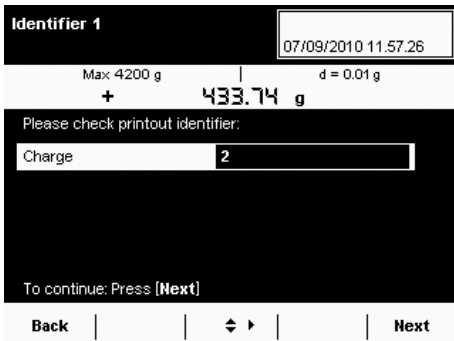 Identifier 1
07/09/2010 11.57.26
Max 4200 g d = 0.01 g
+ 433.74 g
Please check printout identifier:
Charge 2
To continue: Press [Next]
Back Next